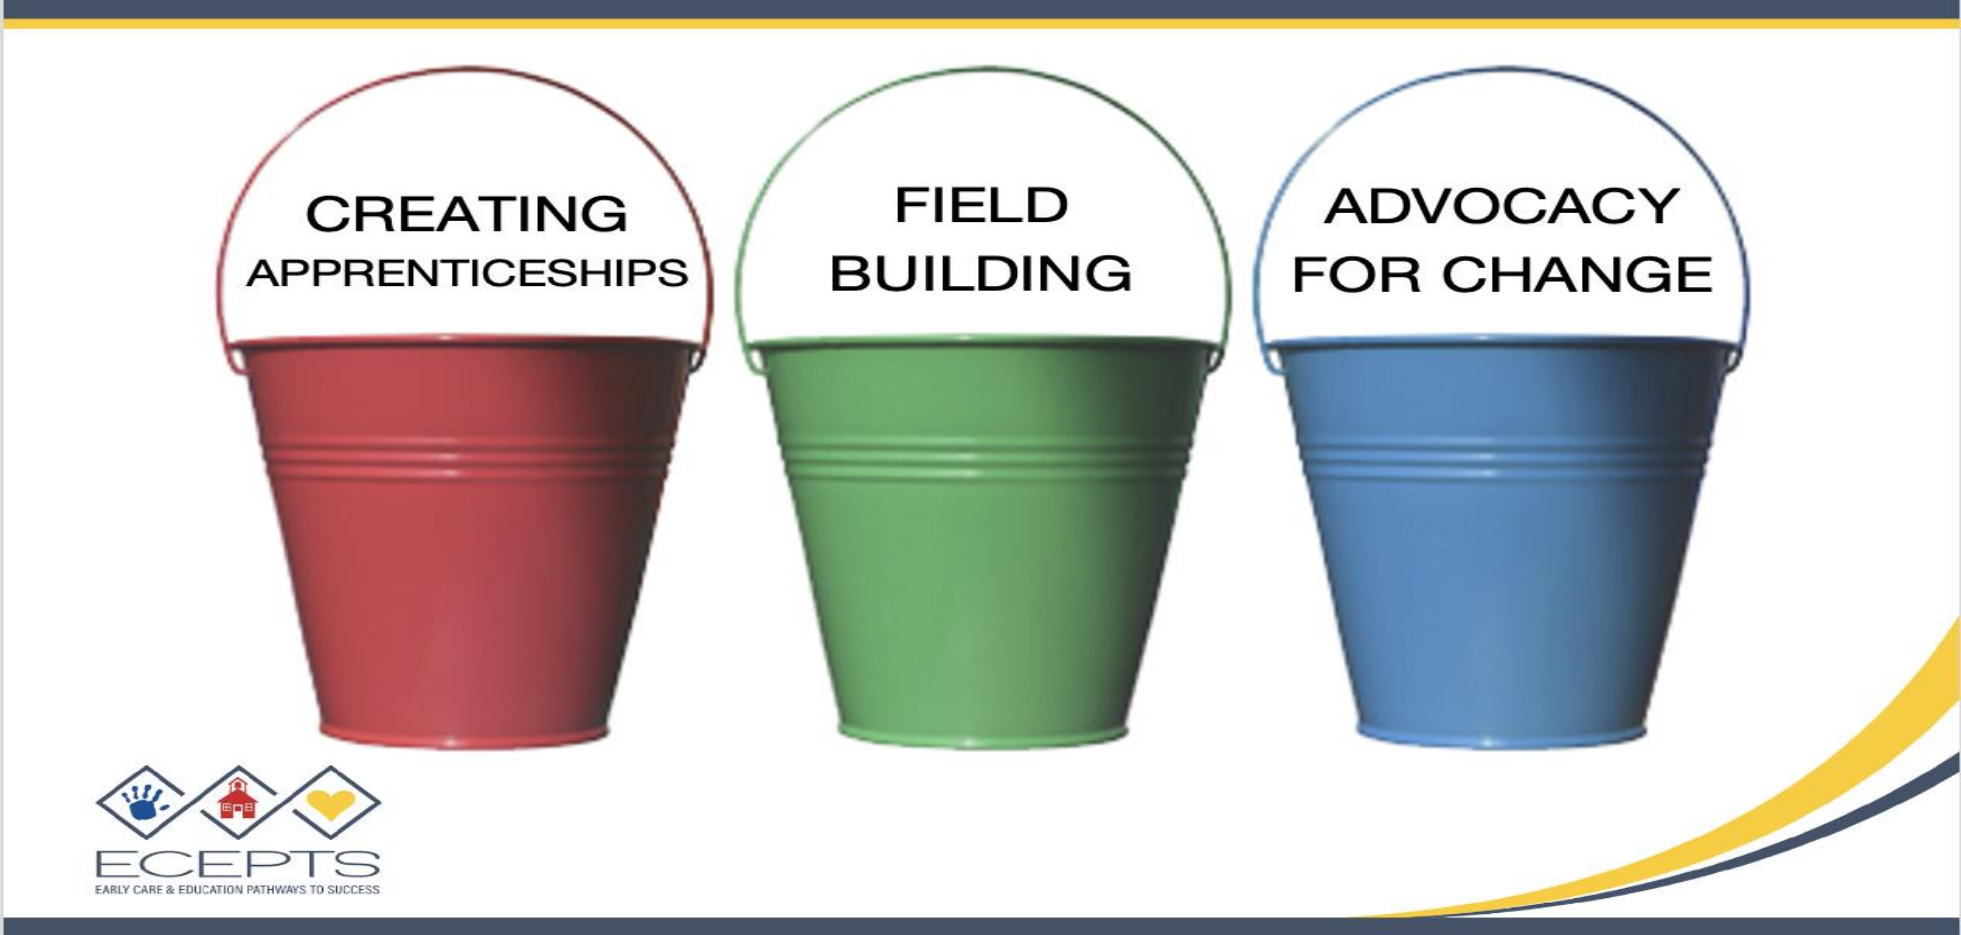 CREATING
APPRENTICESHIPS
FIELD
BUILDING
ADVOCACY
FOR CHANGE
ECEPTS
EARLY CARE & EDUCATION PATHWAYS TO SUCCESS